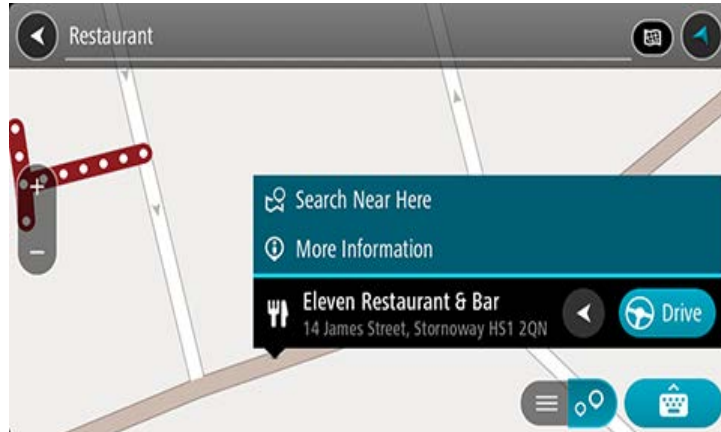 Restaurant
Search Near Here
More Information
Eleven Restaurant & Bar
14 James Street, Stornoway HS1 2QN
Drive